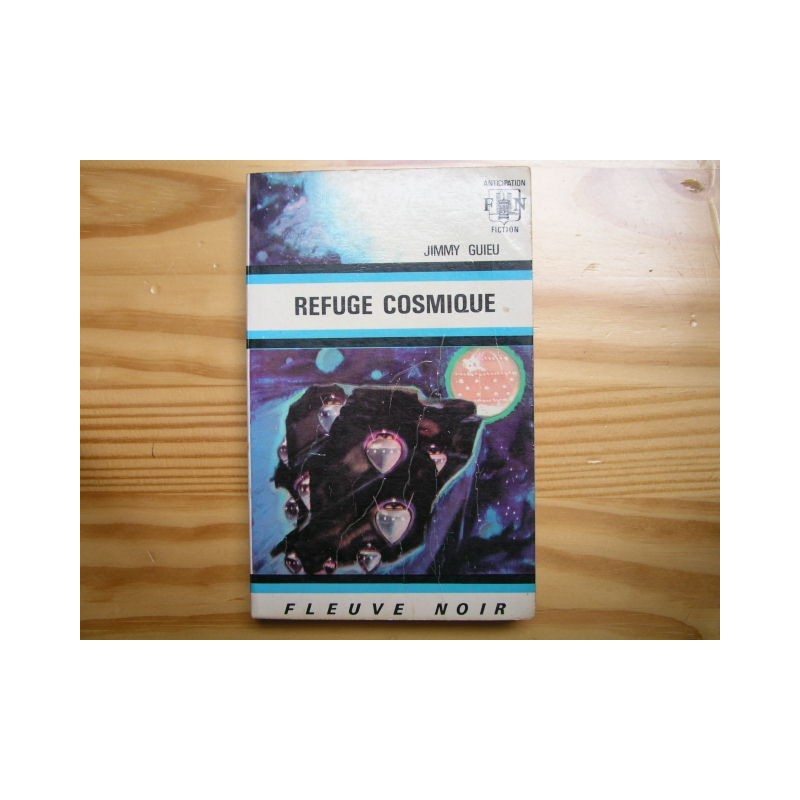 ANTICIPATION
FN
FICTION
JIMMY GUIEU
REFUGE COSMIQUE
FLEUVE NOIR